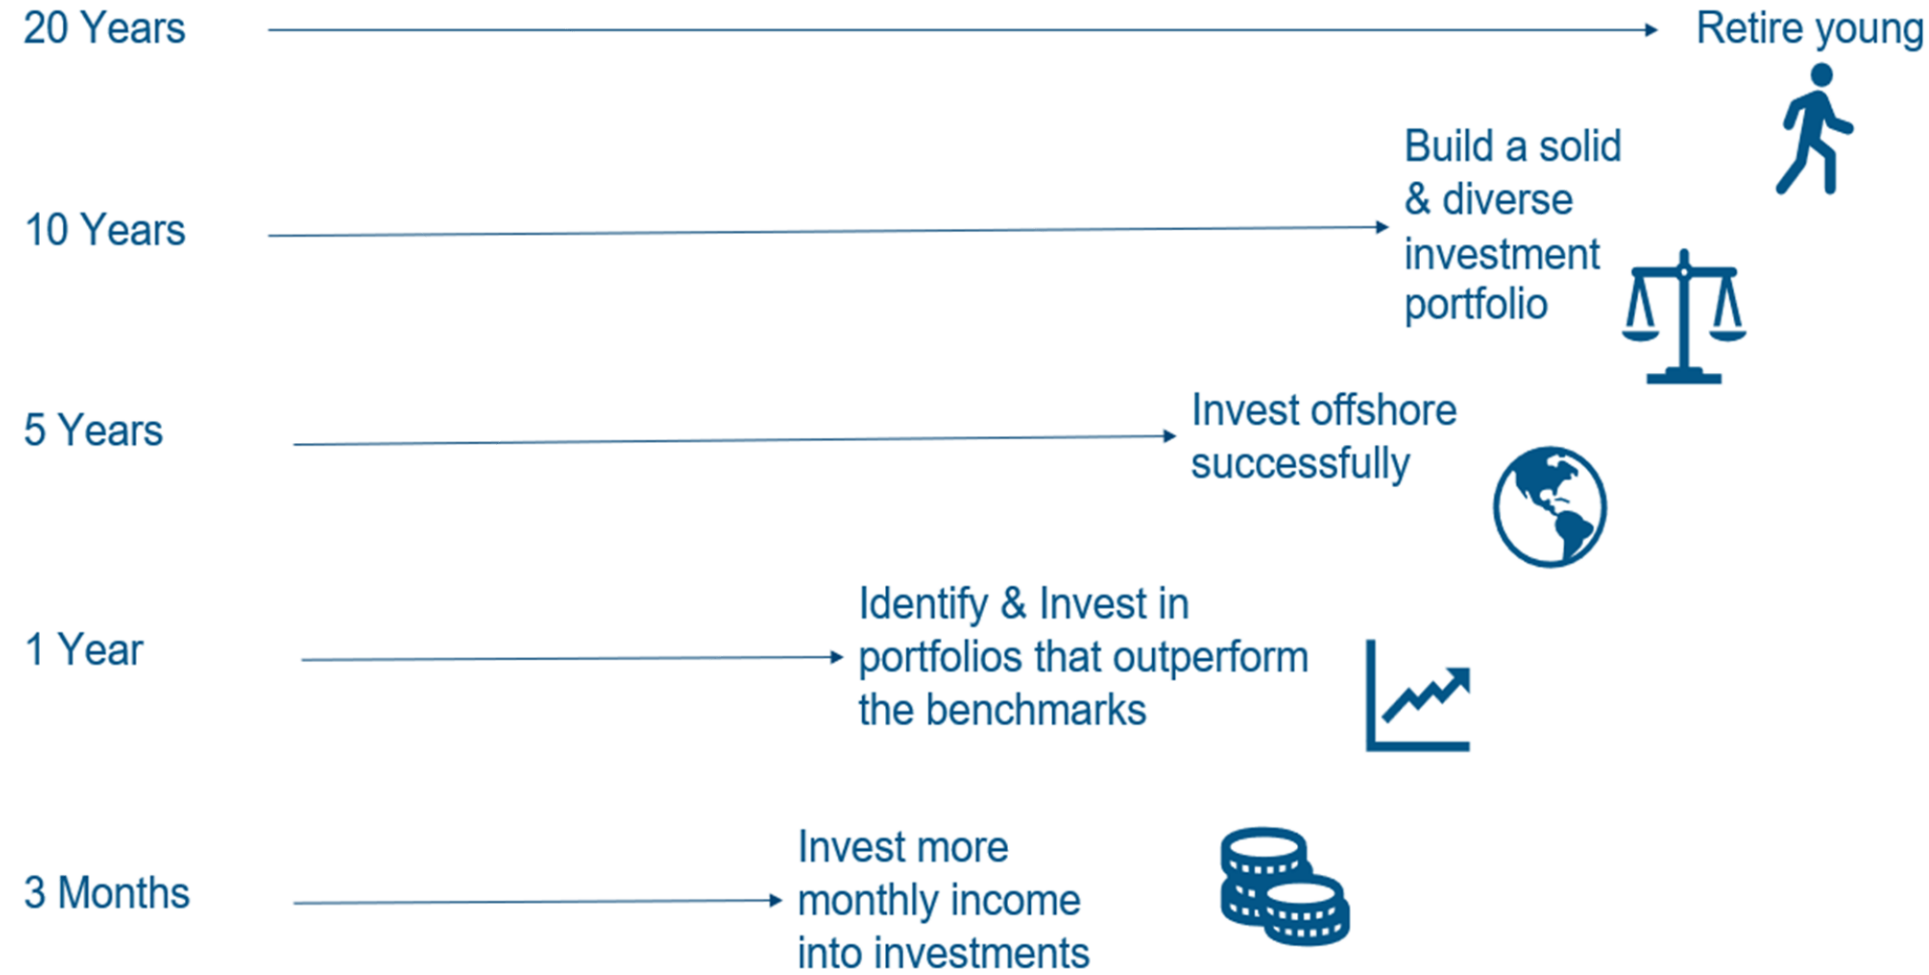 20 Years
Retire young
10 Years
Build a solid
& diverse
investment
portfolio
5 Years
Invest offshore
successfully
1 Year
Identify & Invest in
portfolios that outperform
the benchmarks
3 Months
Invest more
monthly income
into investments